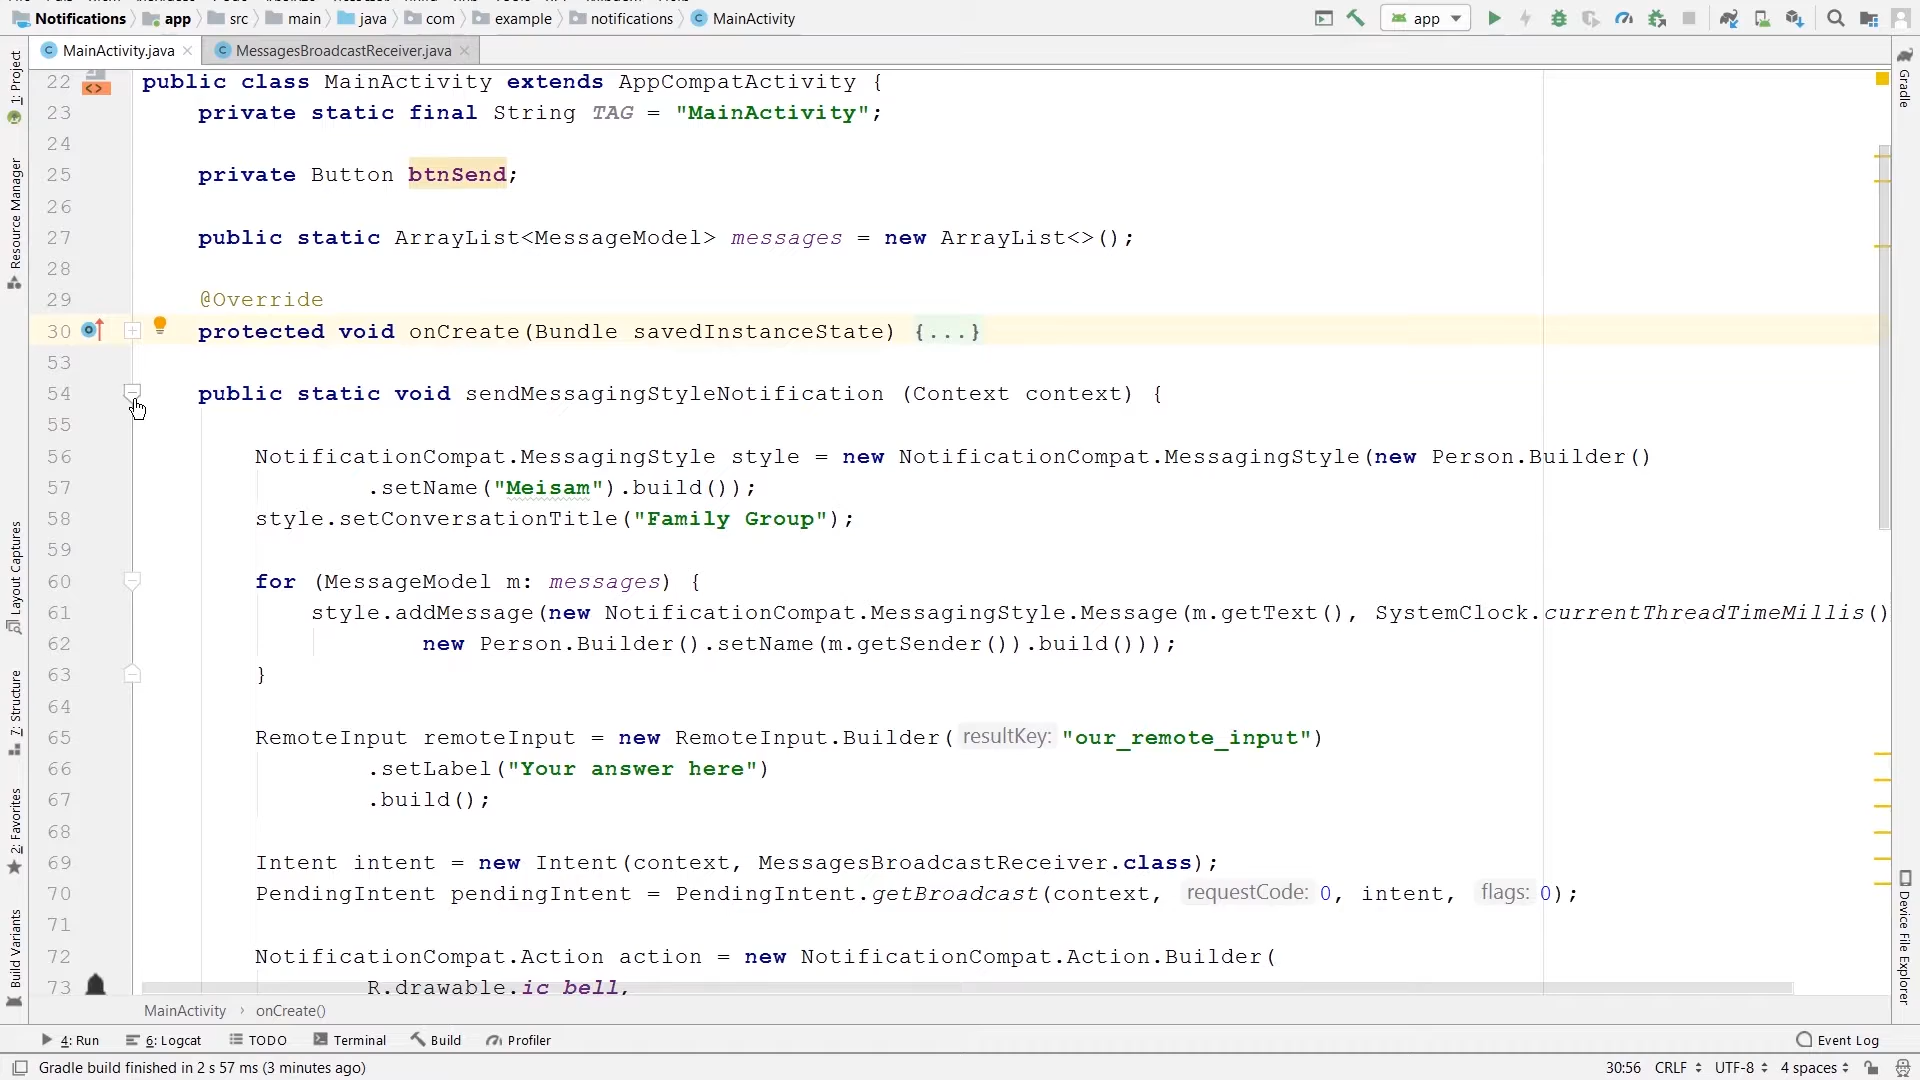 Notifications app src main java com example notifications MainActivity app
MainActivity.java MessagesBroadcastReceiver.java
1: Project
Resource Manager
Layout Captures
7: Structure
2: Favorites
Build Variants
Gradle
Device File Explorer
22 public class MainActivity extends AppCompatActivity {
23 private static final String TAG = "MainActivity";
24
25 private Button btnSend;
26
27 public static ArrayList<MessageModel> messages = new ArrayList<>();
28
29 @Override
30 protected void onCreate(Bundle savedInstanceState) {...}
53
54 public static void sendMessagingStyleNotification (Context context) {
55
56 NotificationCompat.MessagingStyle style = new NotificationCompat.MessagingStyle(new Person.Builder()
57 .setName("Meisam").build());
58 style.setConversationTitle("Family Group");
59
60 for (MessageModel m: messages) {
61 style.addMessage(new NotificationCompat.MessagingStyle.Message(m.getText(), SystemClock.currentThreadTimeMillis()
62 new Person.Builder().setName(m.getSender()).build()));
63 }
64
65 RemoteInput remoteInput = new RemoteInput.Builder( resultKey: "our_remote_input")
66 .setLabel("Your answer here")
67 .build();
68
69 Intent intent = new Intent(context, MessagesBroadcastReceiver.class);
70 PendingIntent pendingIntent = PendingIntent.getBroadcast(context, requestCode: 0, intent, flags: 0);
71
72 NotificationCompat.Action action = new NotificationCompat.Action.Builder(
73 R.drawable.ic_bell,
MainActivity › onCreate()
4: Run 6: Logcat TODO Terminal Build Profiler Event Log
Gradle build finished in 2 s 57 ms (3 minutes ago) 30:56 CRLF UTF-8 4 spaces